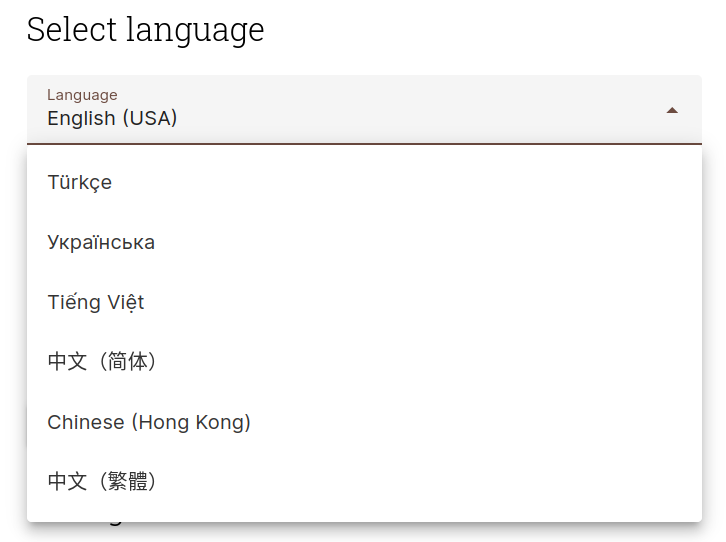 Select language
Language
English (USA)
Türkçe
Українська
Tiếng Việt
中文（简体）
Chinese (Hong Kong)
中文（繁體）